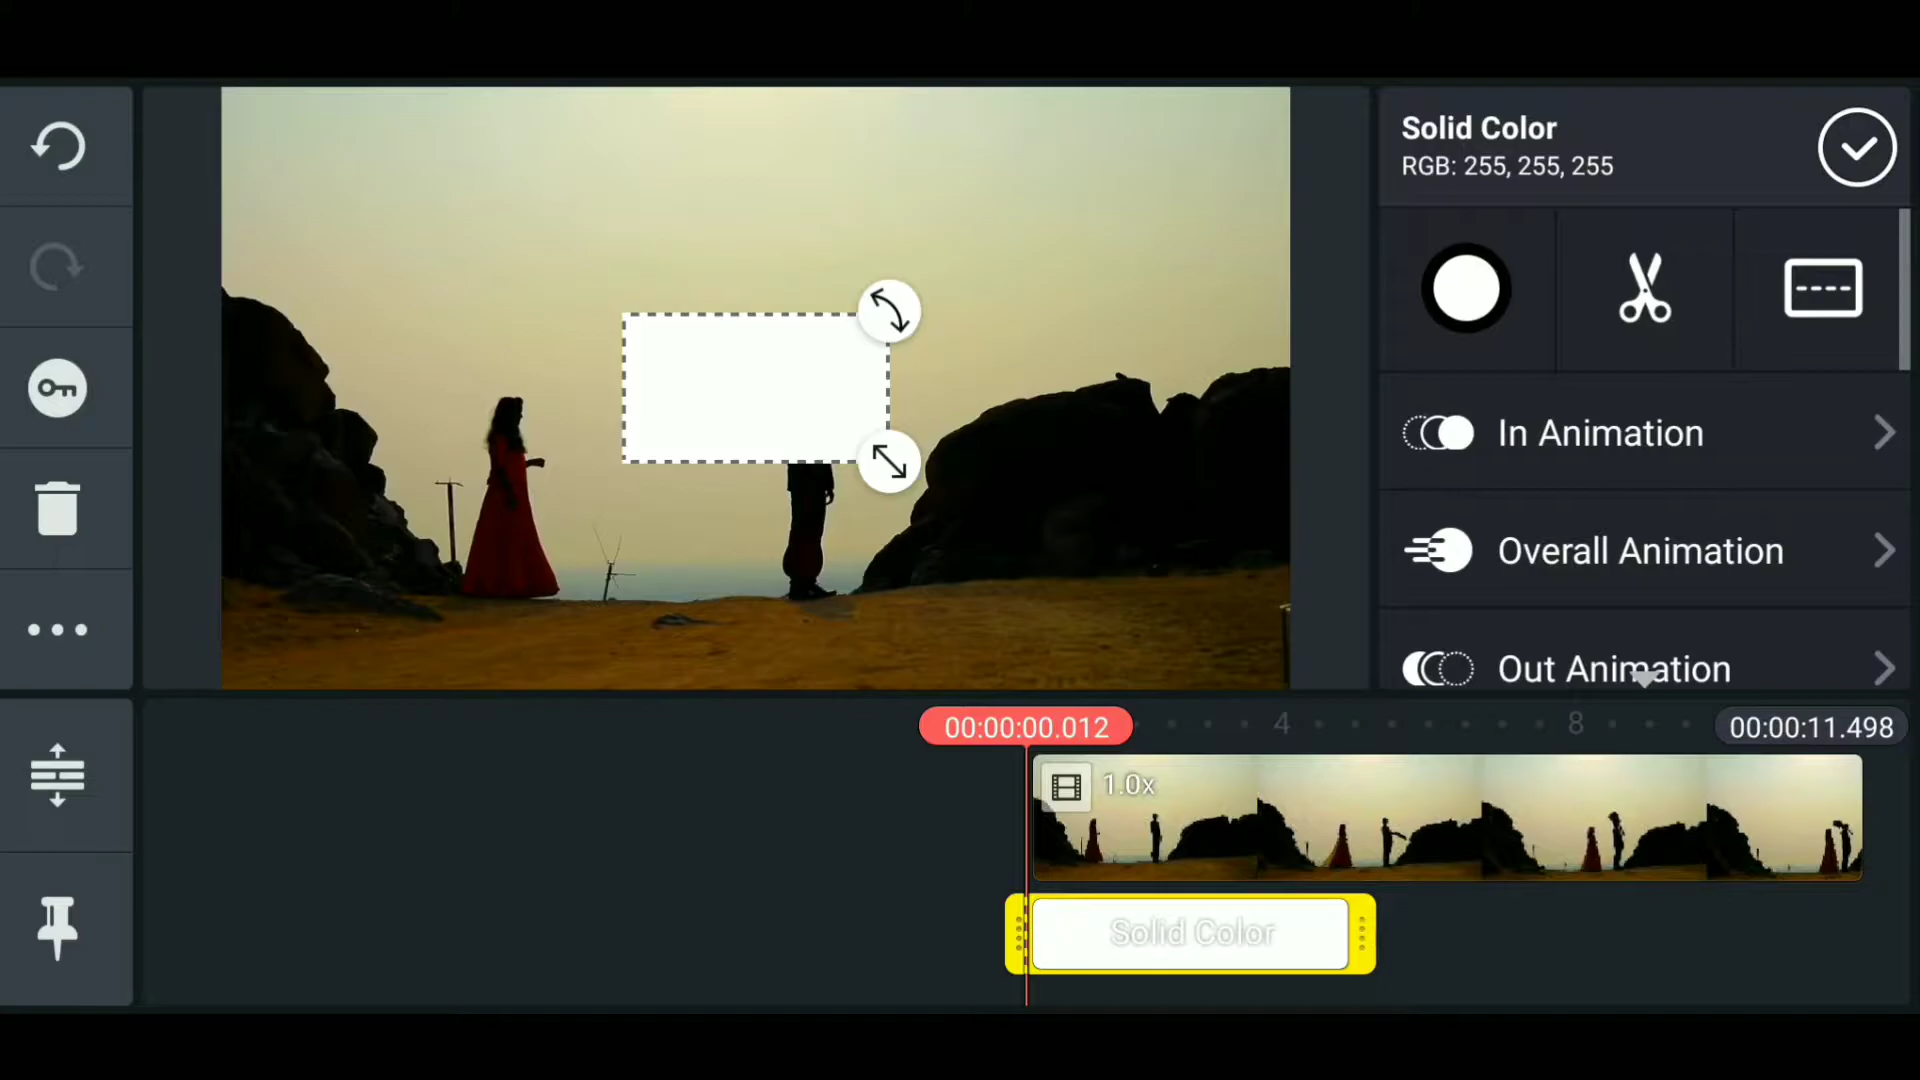 Solid Color
RGB: 255, 255, 255
In Animation
Overall Animation
Out Animation
00:00:00.012
4
8
00:00:11.498
1.0x
Solid Color